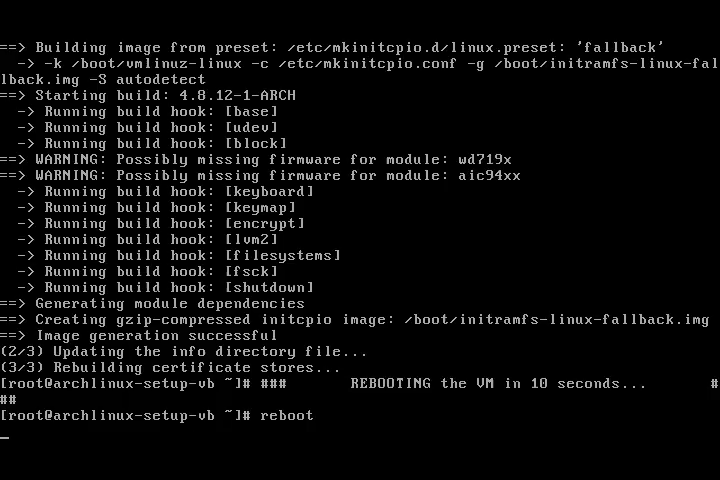 ==> Building image from preset: /etc/mkinitcpio.d/linux.preset: 'fallback'
  -> -k /boot/vmlinuz-linux -c /etc/mkinitcpio.conf -g /boot/initramfs-linux-fal
lback.img -S autodetect
==> Starting build: 4.8.12-1-ARCH
  -> Running build hook: [base]
  -> Running build hook: [udev]
  -> Running build hook: [block]
==> WARNING: Possibly missing firmware for module: wd719x
==> WARNING: Possibly missing firmware for module: aic94xx
  -> Running build hook: [keyboard]
  -> Running build hook: [keymap]
  -> Running build hook: [encrypt]
  -> Running build hook: [lvm2]
  -> Running build hook: [filesystems]
  -> Running build hook: [fsck]
  -> Running build hook: [shutdown]
==> Generating module dependencies
==> Creating gzip-compressed initcpio image: /boot/initramfs-linux-fallback.img
==> Image generation successful
(2/3) Updating the info directory file...
(3/3) Rebuilding certificate stores...
[root@archlinux-setup-vb ~]# ###       REBOOTING the VM in 10 seconds...       #
##
[root@archlinux-setup-vb ~]# reboot